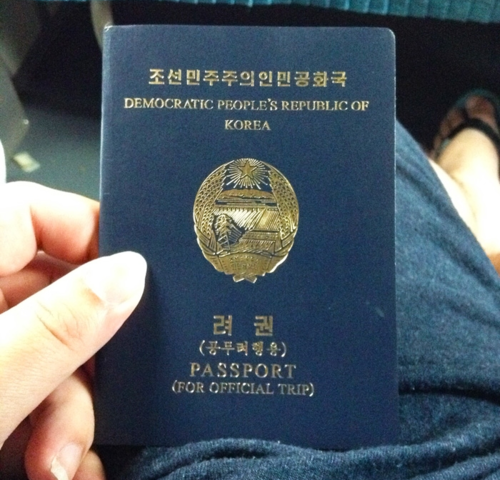 조선민주주의인민공화국
DEMOCRATIC PEOPLE'S REPUBLIC OF
KOREA
려 권
(공무려행용)
PASSPORT
(FOR OFFICIAL TRIP)